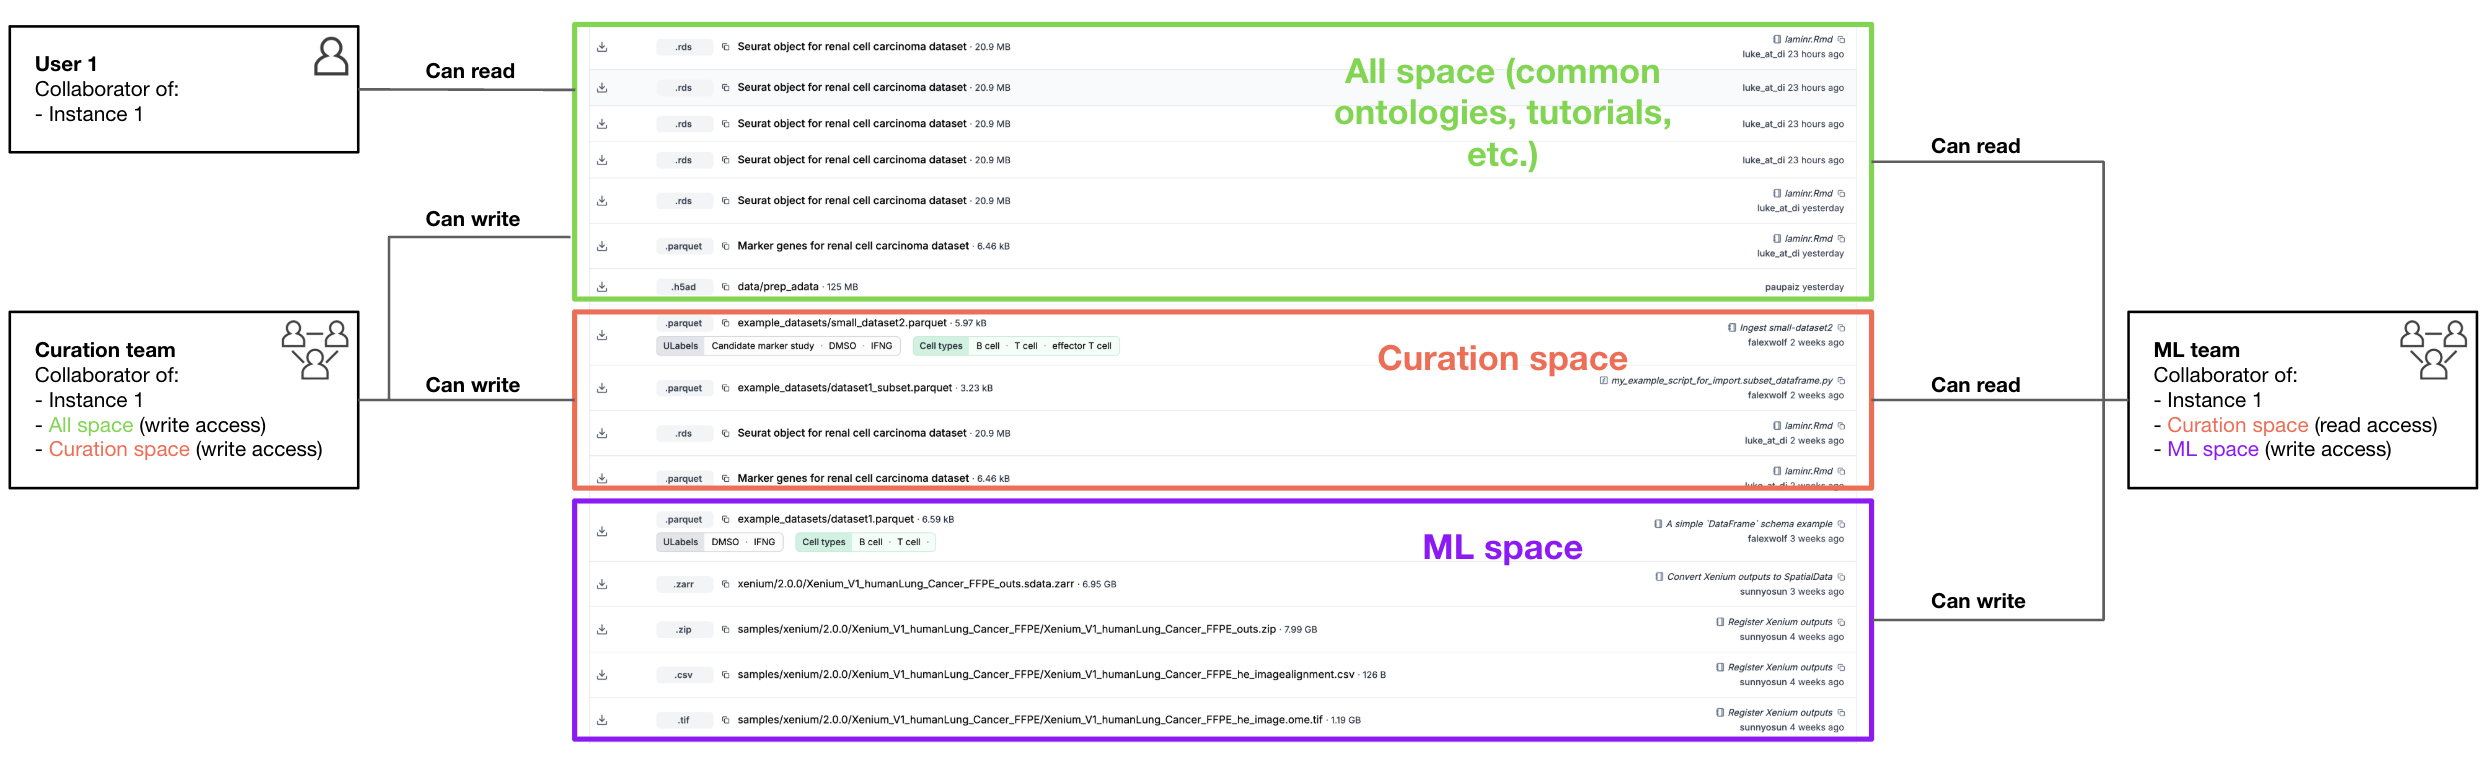 User 1
Collaborator of:
- Instance 1
Can read
Can write
Curation team
Collaborator of:
- Instance 1
- All space (write access)
- Curation space (write access)
Can write
All space (common
ontologies, tutorials,
etc.)
.rds Seurat object for renal cell carcinoma dataset · 20.9 MB
laminr.Rmd
luke_at_di 23 hours ago
.rds Seurat object for renal cell carcinoma dataset · 20.9 MB
luke_at_di 23 hours ago
.rds Seurat object for renal cell carcinoma dataset · 20.9 MB
luke_at_di 23 hours ago
.rds Seurat object for renal cell carcinoma dataset · 20.9 MB
luke_at_di 23 hours ago
.rds Seurat object for renal cell carcinoma dataset · 20.9 MB
laminr.Rmd
luke_at_di yesterday
.parquet Marker genes for renal cell carcinoma dataset · 6.46 kB
laminr.Rmd
luke_at_di yesterday
.h5ad data/prep_adata · 125 MB
paupaiz yesterday
Curation space
.parquet example_datasets/small_dataset2.parquet · 5.97 kB
ULabels Candidate marker study · DMSO · IFNG Cell types B cell · T cell · effector T cell
Ingest small-dataset2
falexwolf 2 weeks ago
.parquet example_datasets/dataset1_subset.parquet · 3.23 kB
my_example_script_for_import.subset_dataframe.py
falexwolf 2 weeks ago
.rds Seurat object for renal cell carcinoma dataset · 20.9 MB
laminr.Rmd
luke_at_di 2 weeks ago
.parquet Marker genes for renal cell carcinoma dataset · 6.46 kB
laminr.Rmd
luke_at_di 2 weeks ago
ML space
.parquet example_datasets/dataset1.parquet · 6.59 kB
ULabels DMSO · IFNG Cell types B cell · T cell ·
A simple `DataFrame` schema example
falexwolf 3 weeks ago
.zarr xenium/2.0.0/Xenium_V1_humanLung_Cancer_FFPE_outs.sdata.zarr · 6.95 GB
Convert Xenium outputs to SpatialData
sunnyosun 3 weeks ago
.zip samples/xenium/2.0.0/Xenium_V1_humanLung_Cancer_FFPE/Xenium_V1_humanLung_Cancer_FFPE_outs.zip · 7.99 GB
Register Xenium outputs
sunnyosun 4 weeks ago
.csv samples/xenium/2.0.0/Xenium_V1_humanLung_Cancer_FFPE/Xenium_V1_humanLung_Cancer_FFPE_he_imagealignment.csv · 126 B
Register Xenium outputs
sunnyosun 4 weeks ago
.tif samples/xenium/2.0.0/Xenium_V1_humanLung_Cancer_FFPE/Xenium_V1_humanLung_Cancer_FFPE_he_image.ome.tif · 1.19 GB
Register Xenium outputs
sunnyosun 4 weeks ago
Can read
Can read
Can write
ML team
Collaborator of:
- Instance 1
- Curation space (read access)
- ML space (write access)